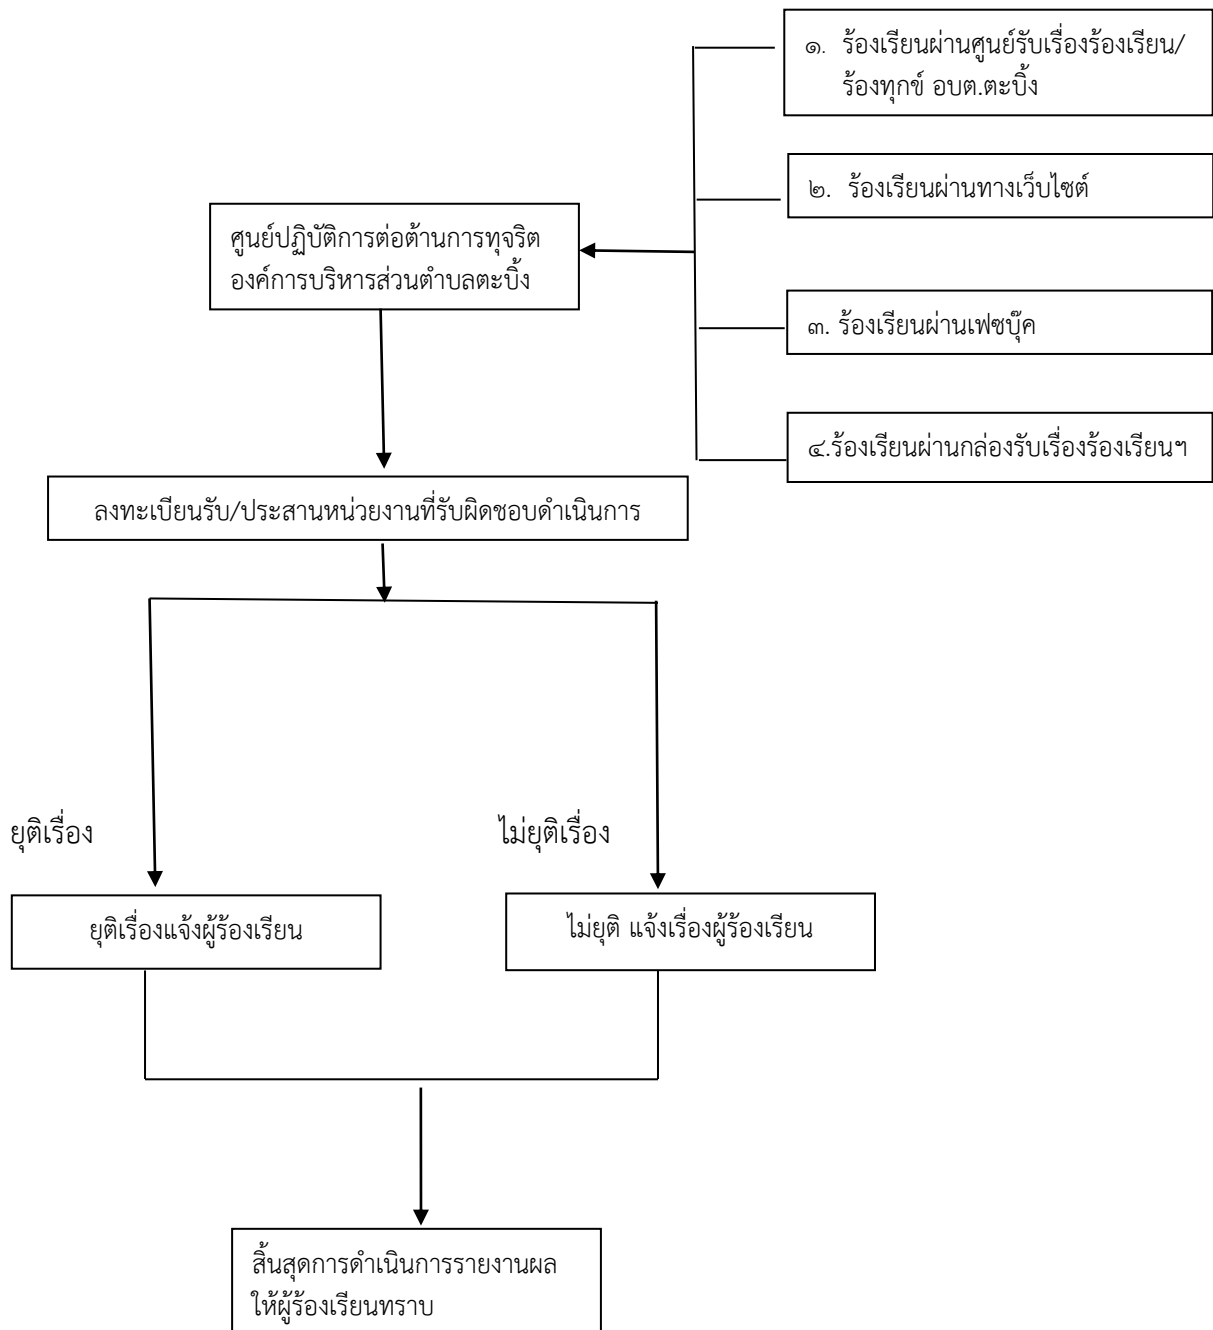 ๑. ร้องเรียนผ่านศูนย์รับเรื่องร้องเรียน/
ร้องทุกข์ อบต.ตะบิ้ง
๒. ร้องเรียนผ่านทางเว็บไซต์
ศูนย์ปฏิบัติการต่อต้านการทุจริต
องค์การบริหารส่วนตำบลตะบิ้ง
๓. ร้องเรียนผ่านเฟซบุ๊ค
๔.ร้องเรียนผ่านกล่องรับเรื่องร้องเรียนฯ
ลงทะเบียนรับ/ประสานหน่วยงานที่รับผิดชอบดำเนินการ
ยุติเรื่อง
ไม่ยุติเรื่อง
ยุติเรื่องแจ้งผู้ร้องเรียน
ไม่ยุติ แจ้งเรื่องผู้ร้องเรียน
สิ้นสุดการดำเนินการรายงานผล
ให้ผู้ร้องเรียนทราบ